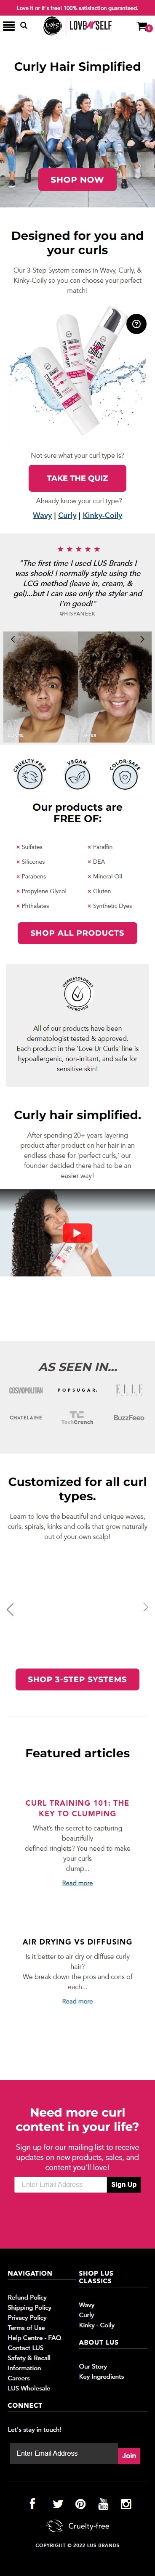 Love it or it's free! 100% satisfaction guaranteed.
LUS
LOVE UR SELF
0
Curly Hair Simplified
SHOP NOW
Designed for you and
your curls
Our 3-Step System comes in Wavy, Curly, &
Kinky-Coily so you can choose your perfect
match!
Not sure what your curl type is?
TAKE THE QUIZ
Already know your curl type?
Wavy | Curly | Kinky-Coily
"The first time I used LUS Brands I
was shook! I normally style using the
LCG method (leave in, cream, &
gel)...but I can use only the styler and
I'm good!"
@HISPANEEK
CRUELTY-FREE
VEGAN
COLOR-SAFE
Our products are
FREE OF:
× Sulfates
× Paraffin
× Silicones
× DEA
× Parabens
× Mineral Oil
× Propylene Glycol
× Gluten
× Phthalates
× Synthetic Dyes
SHOP ALL PRODUCTS
DERMATOLOGIST
APPROVED
All of our products have been
dermatologist tested & approved.
Each product in the 'Love Ur Curls' line is
hypoallergenic, non-irritant, and safe for
sensitive skin!
Curly hair simplified.
After spending 20+ years layering
product after product on her hair in an
endless chase for 'perfect curls,' our
founder decided there had to be an
easier way!
AS SEEN IN...
COSMOPOLITAN
POPSUGAR.
ELLE
CHATELAINE
TC
TechCrunch
BuzzFeed
Customized for all curl
types.
Learn to love the beautiful and unique waves,
curls, spirals, kinks and coils that grow naturally
out of your own scalp!
SHOP 3-STEP SYSTEMS
Featured articles
CURL TRAINING 101: THE
KEY TO CLUMPING
What's the secret to capturing
beautifully
defined ringlets? You need to make
your curls
clump...
Read more
AIR DRYING VS DIFFUSING
Is it better to air dry or diffuse curly
hair?
We break down the pros and cons of
each...
Read more
Need more curl
content in your life?
Sign up for our mailing list to receive
updates on new products, sales, and
content you'll love!
Enter Email Address
Sign Up
NAVIGATION
Refund Policy
Shipping Policy
Privacy Policy
Terms of Use
Help Centre - FAQ
Contact LUS
Safety & Recall
Information
Careers
LUS Wholesale
SHOP LUS
CLASSICS
Wavy
Curly
Kinky - Coily
ABOUT LUS
Our Story
Key Ingredients
CONNECT
Let's stay in touch!
Enter Email Address
Join
Cruelty-free
COPYRIGHT © 2022 LUS BRANDS